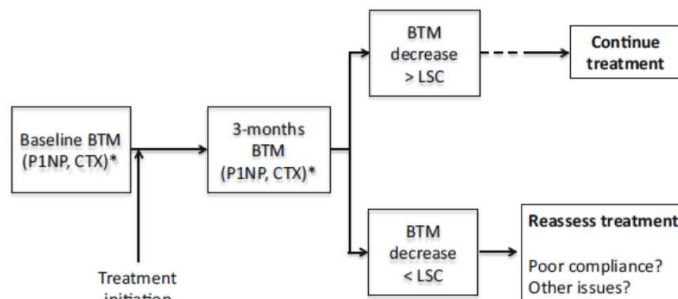 Baseline BTM
(P1NP, CTX)*
Treatment
initiation
3-months
BTM
(P1NP, CTX)*
BTM
decrease
> LSC
Continue
treatment
BTM
decrease
< LSC
Reassess treatment
Poor compliance?
Other issues?